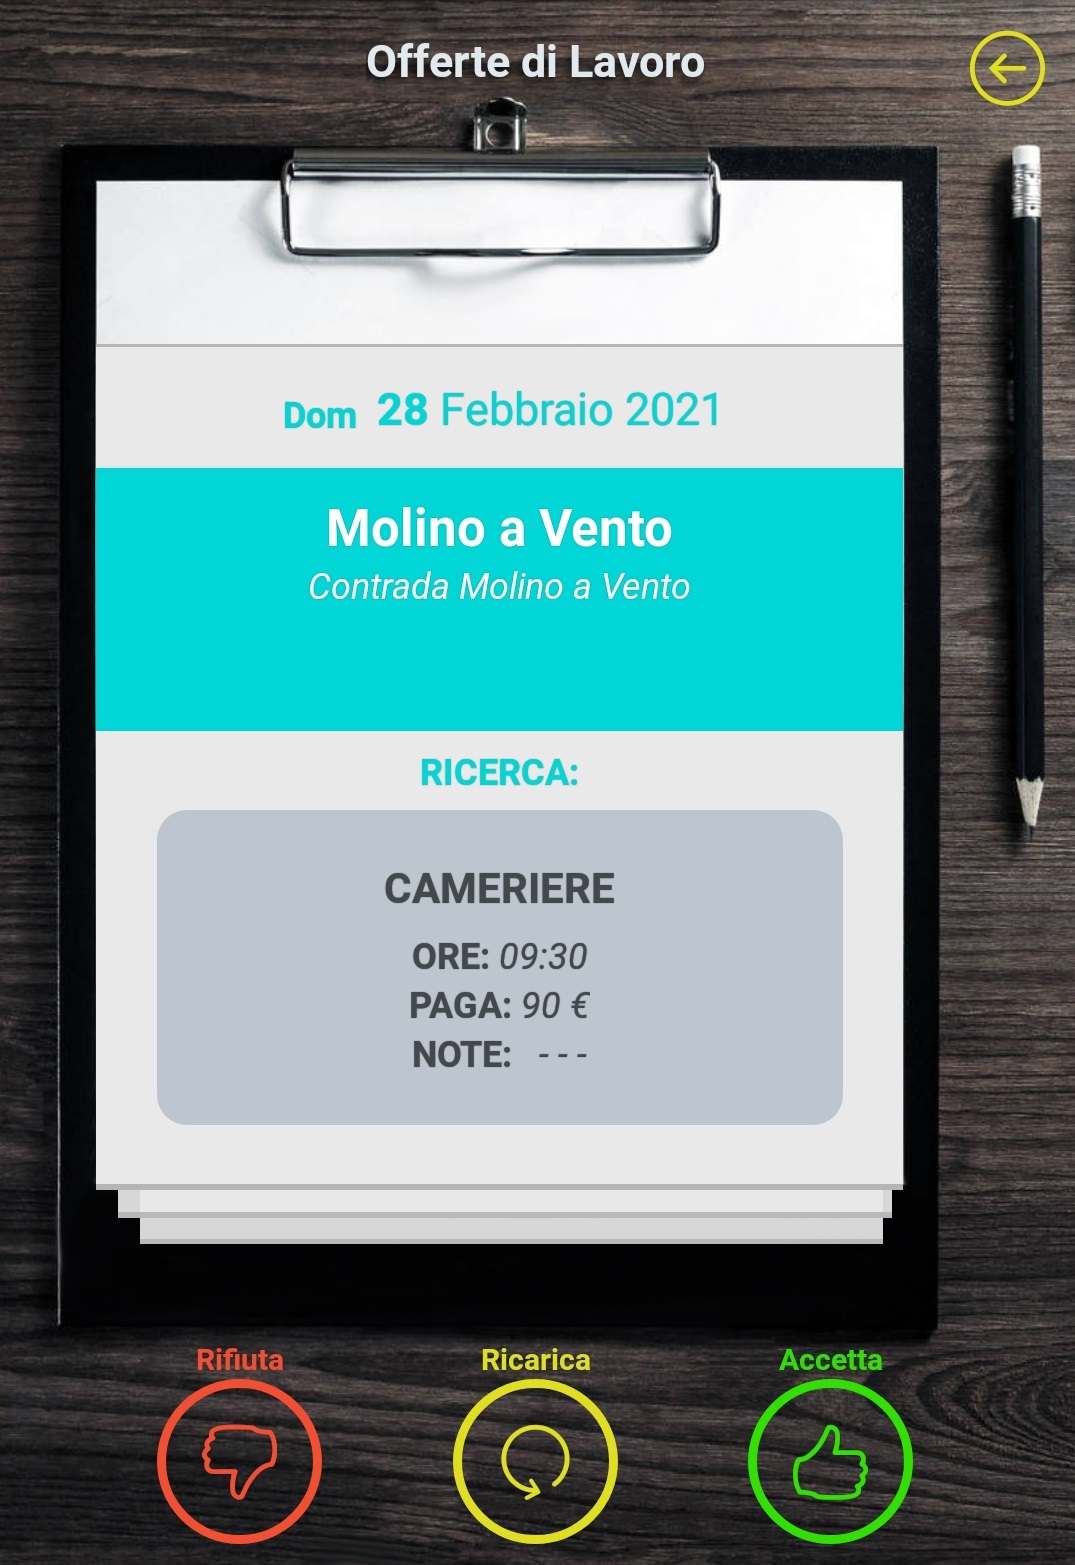 Offerte di Lavoro
Dom 28 Febbraio 2021
Molino a Vento
Contrada Molino a Vento
RICERCA:
CAMERIERE
ORE: 09:30
PAGA: 90 €
NOTE: - - -
Rifiuta Ricarica Accetta